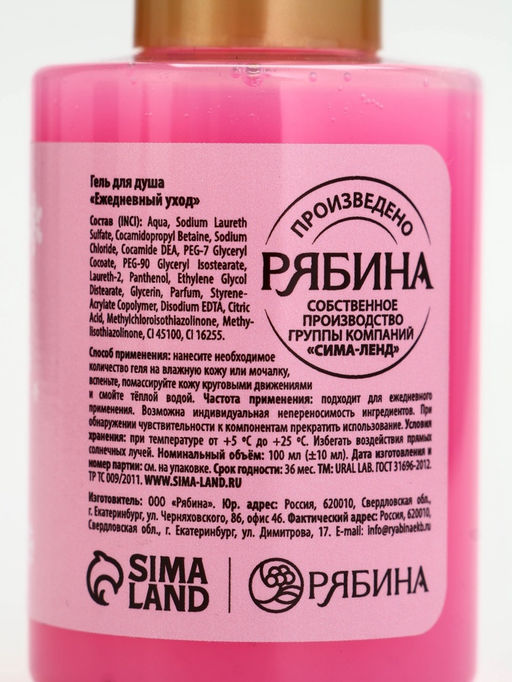 Гель для душа
«Ежедневный уход»
Состав (INCI): Aqua, Sodium Laureth
Sulfate, Cocamidopropyl Betaine, Sodium
Chloride, Cocamide DEA, PEG-7 Glyceryl
Cocoate, PEG-90 Glyceryl Isostearate,
Laureth-2, Panthenol, Ethylene Glycol
Distearate, Glycerin, Parfum, Styrene-
Acrylate Copolymer, Disodium EDTA, Citric
Acid, Methylchloroisothiazolinone, Methy-
lisothiazolinone, CI 45100, CI 16255.
ПРОИЗВЕДЕНО
РЯБИНА
СОБСТВЕННОЕ
ПРОИЗВОДСТВО
ГРУППЫ КОМПАНИЙ
«СИМА-ЛЕНД»
Способ применения: нанесите необходимое
количество геля на влажную кожу или мочалку,
вспеньте, помассируйте кожу круговыми движениями
и смойте тёплой водой. Частота применения: подходит для ежедневного
применения. Возможна индивидуальная непереносимость ингредиентов. При
обнаружении чувствительности к компонентам прекратить использование. Условия
хранения: при температуре от +5 °C до +25 °C. Избегать воздействия прямых
солнечных лучей. Номинальный объём: 100 мл (±10 мл). Дата изготовления и
номер партии: см. на упаковке. Срок годности: 36 мес. ТМ: URAL LAB. ГОСТ 31696-2012.
ТР ТС 009/2011. WWW.SIMA-LAND.RU
Изготовитель: ООО «Рябина». Юр. адрес: Россия, 620010, Свердловская обл.,
г. Екатеринбург, ул. Черняховского, 86, офис 46. Фактический адрес: Россия, 620010,
Свердловская обл., г. Екатеринбург, ул. Димитрова, 17. E-mail: info@ryabinaekb.ru
SIMA
LAND
РЯБИНА